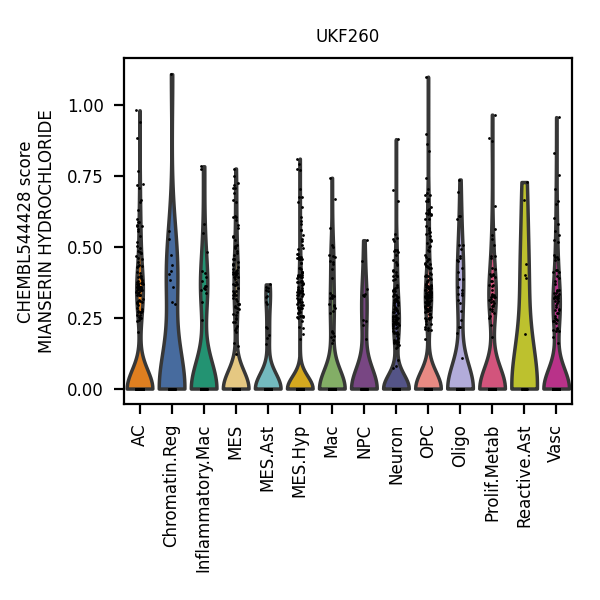 UKF260
CHEMBL544428 score
MIANSERIN HYDROCHLORIDE
1.00
0.75
0.50
0.25
0.00
AC
Chromatin.Reg
Inflammatory.Mac
MES
MES.Ast
MES.Hyp
Mac
NPC
Neuron
OPC
Oligo
Prolif.Metab
Reactive.Ast
Vasc